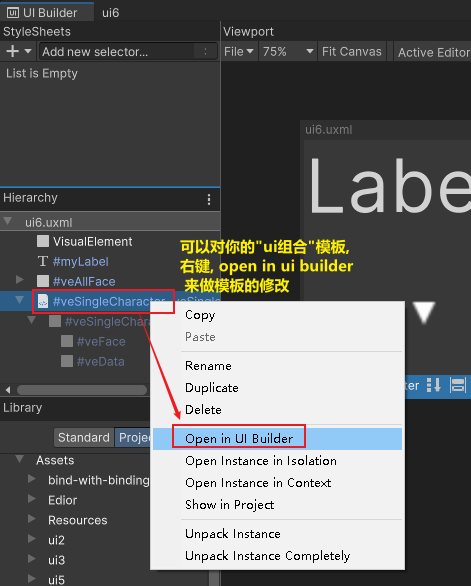 UI Builder
ui6
StyleSheets
Viewport
+
Add new selector...
File
75%
Fit Canvas
Active Editor
List is Empty
ui6.uxml
Labe
Hierarchy
ui6.uxml
VisualElement
#myLabel
#veAllFace
#veSingleCharacter
#veSingleCha
#veFace
#veData
可以对你的"ui组合"模板,
右键, open in ui builder
来做模板的修改
Copy
Paste
Rename
Duplicate
Delete
Open in UI Builder
Open Instance in Isolation
Open Instance in Context
Show in Project
Unpack Instance
Unpack Instance Completely
ter
Library
Standard
Projec
Assets
bind-with-binding
Edior
Resources
ui2
ui3
ui5